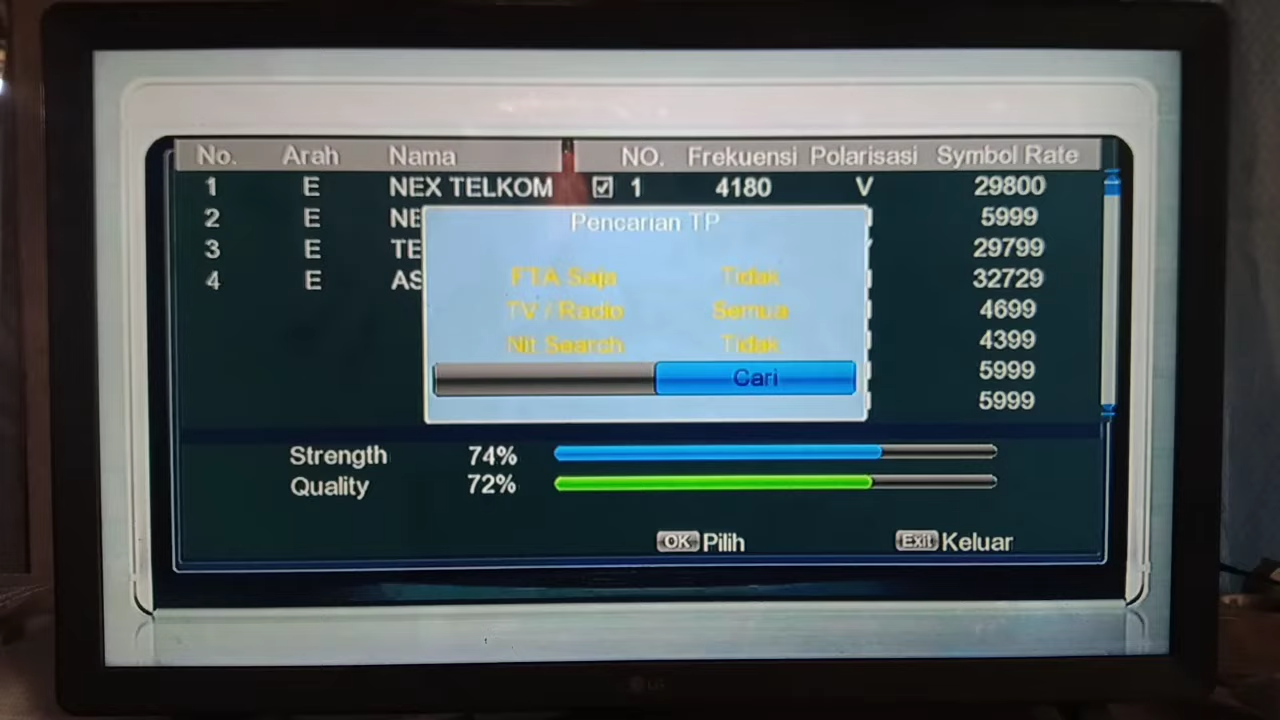 No. Arah Nama NO. Frekuensi Polarisasi Symbol Rate
1 E NEX TELKOM 1 4180 V 29800
2 E NE 5999
3 E TE 29799
4 E AS 32729
4699
4399
5999
5999
Pencarian TP
FTA Saja Tidak
TV / Radio Semua
Nit Search Tidak
Cari
Strength 74%
Quality 72%
OK Pilih Exit Keluar
LG